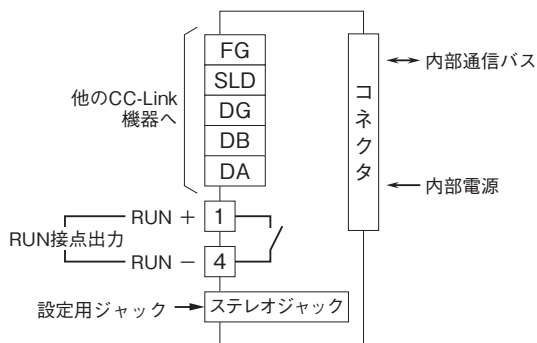 他のCC-Link
機器へ
FG
SLD
DG
DB
DA
コネクタ
内部通信バス
内部電源
RUN接点出力
RUN +
1
RUN −
4
設定用ジャック
ステレオジャック